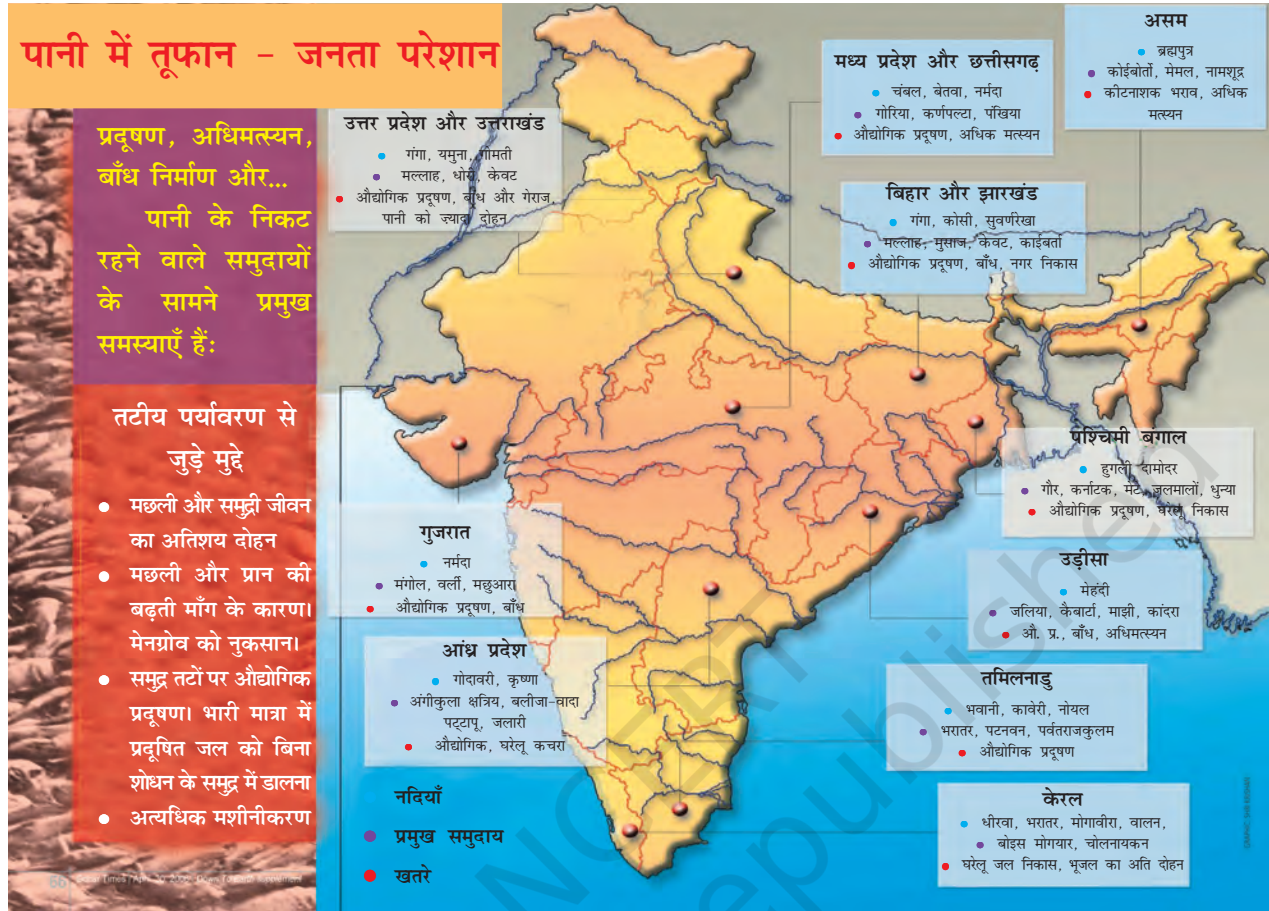 पानी में तूफान - जनता परेशान
प्रदूषण, अधिमत्स्यन,
बाँध निर्माण और...
पानी के निकट
रहने वाले समुदायों
के सामने प्रमुख
समस्याएँ हैं:
तटीय पर्यावरण से
जुड़े मुद्दे
• मछली और समुद्री जीवन
का अतिशय दोहन
• मछली और प्रान की
बढ़ती माँग के कारण।
मेनग्रोव को नुकसान।
• समुद्र तटों पर औद्योगिक
प्रदूषण। भारी मात्रा में
प्रदूषित जल को बिना
शोधन के समुद्र में डालना
• अत्यधिक मशीनीकरण
उत्तर प्रदेश और उत्तराखंड
• गंगा, यमुना, गोमती
• मल्लाह, धोरी, केवट
• औद्योगिक प्रदूषण, बाँध और गेराज,
पानी को ज़्यादा दोहन
मध्य प्रदेश और छत्तीसगढ़
• चंबल, बेतवा, नर्मदा
• गोरिया, कर्णपल्टा, पंखिया
• औद्योगिक प्रदूषण, अधिक मत्स्यन
असम
• ब्रह्मपुत्र
• कोईबोर्तो, मेमल, नामशूद्र
• कीटनाशक भराव, अधिक
मत्स्यन
बिहार और झारखंड
• गंगा, कोसी, सुवर्णरेखा
• मल्लाह, मुसाज, केवट, काईबर्ता
• औद्योगिक प्रदूषण, बाँध, नगर निकास
पश्चिमी बगाल
• हुगली दामोदर
• गौर, कर्नाटक, मेट, जलमालों, धुन्या
• औद्योगिक प्रदूषण, घरेलू निकास
गुजरात
• नर्मदा
• मंगोल, वर्ली, मछुआरा
• औद्योगिक प्रदूषण, बाँध
उड़ीसा
• मेहंदी
• जलिया, कैबार्टा, माझी, कांदरा
• औ. प्र., बाँध, अधिमत्स्यन
आंध्र प्रदेश
• गोदावरी, कृष्णा
• अंगीकुला क्षत्रिय, बलीजा-वादा
पट्टापू, जलारी
• औद्योगिक, घरेलू कचरा
तमिलनाडु
• भवानी, कावेरी, नोयल
• भरातर, पटनवन, पर्वतराजकुलम
• औद्योगिक प्रदूषण
केरल
• धीरवा, भरातर, मोगावीरा, वालन,
• बोइस मोगयार, चोलनायकन
• घरेलू जल निकास, भूजल का अति दोहन
नदियाँ
• प्रमुख समुदाय
• खतरे
NCERT
republished